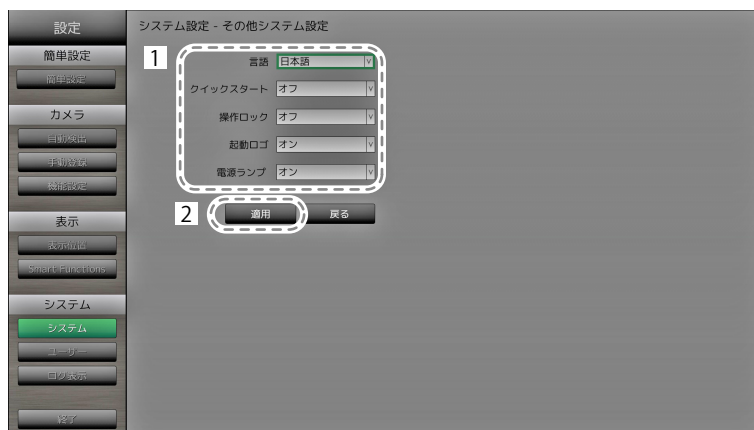 設定
簡単設定
簡単設定
カメラ
自動検出
手動登録
機能設定
表示
表示位置
Smart Functions
システム
システム
ユーザー
ログ表示
終了
システム設定 - その他システム設定
1
言語 日本語
クイックスタート オフ
操作ロック オフ
起動ロゴ オン
電源ランプ オン
2 適用 戻る